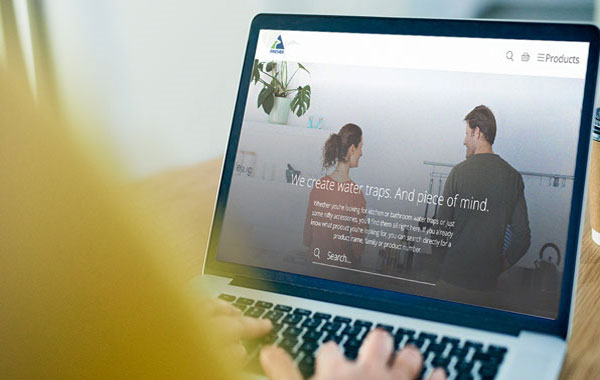 PREVEX
Products
We create water traps. And piece of mind.
Whether you're looking for kitchen or bathroom water traps or just
some nifty accessories, you'll find them all right here. If you already
know what product you're looking for, you can search directly for a
product name, family or product number.
Search...